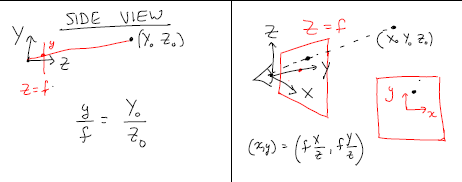 SIDE VIEW
Y
y
(Y₀ Z₀)
Z
Z=f
y/f = Y₀/Z₀
Z=f
Z
(X₀ Y₀ Z₀)
Y
X
y
x
(x,y) = (f X/Z, f Y/Z)